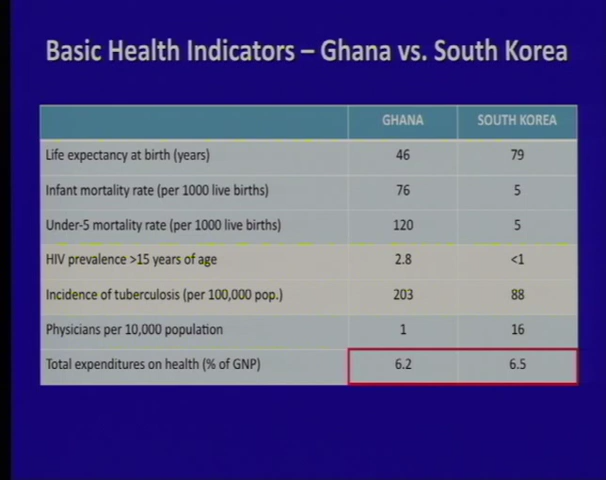 Basic Health Indicators – Ghana vs. South Korea
GHANA SOUTH KOREA
Life expectancy at birth (years) 46 79
Infant mortality rate (per 1000 live births) 76 5
Under-5 mortality rate (per 1000 live births) 120 5
HIV prevalence >15 years of age 2.8 <1
Incidence of tuberculosis (per 100,000 pop.) 203 88
Physicians per 10,000 population 1 16
Total expenditures on health (% of GNP) 6.2 6.5